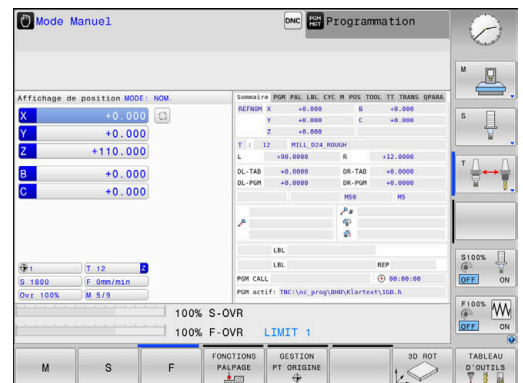 Mode Manuel
DNC
PGM MGT
Programmation
Affichage de position MODE: NOM.
X +0.000
Y +0.000
Z +110.000
B +0.000
C +0.000
1
T 12 Z
S 1800
F 0mm/min
Ovr 100%
M 5/9
Sommaire PGM PAL LBL CYC M POS TOOL TT TRANS QPARA
REFNOM X +0.000 B +0.000
Y +0.000 C +0.000
Z +0.000
T : 12 MILL_D24_ROUGH
L +90.0000 R +12.0000
DL-TAB +0.0000 DR-TAB +0.0000
DL-PGM +0.0000 DR-PGM +0.0000
M50 M5
LBL
LBL REP
PGM CALL 00:00:00
PGM actif: TNC:\nc_prog\BHB\Klartext\1GB.h
100% S-OVR
100% F-OVR LIMIT 1
M
S
T
S100%
OFF ON
F100%
OFF ON
M
S
F
FONCTIONS
PALPAGE
GESTION
PT ORIGINE
3D ROT
TABLEAU
D'OUTILS